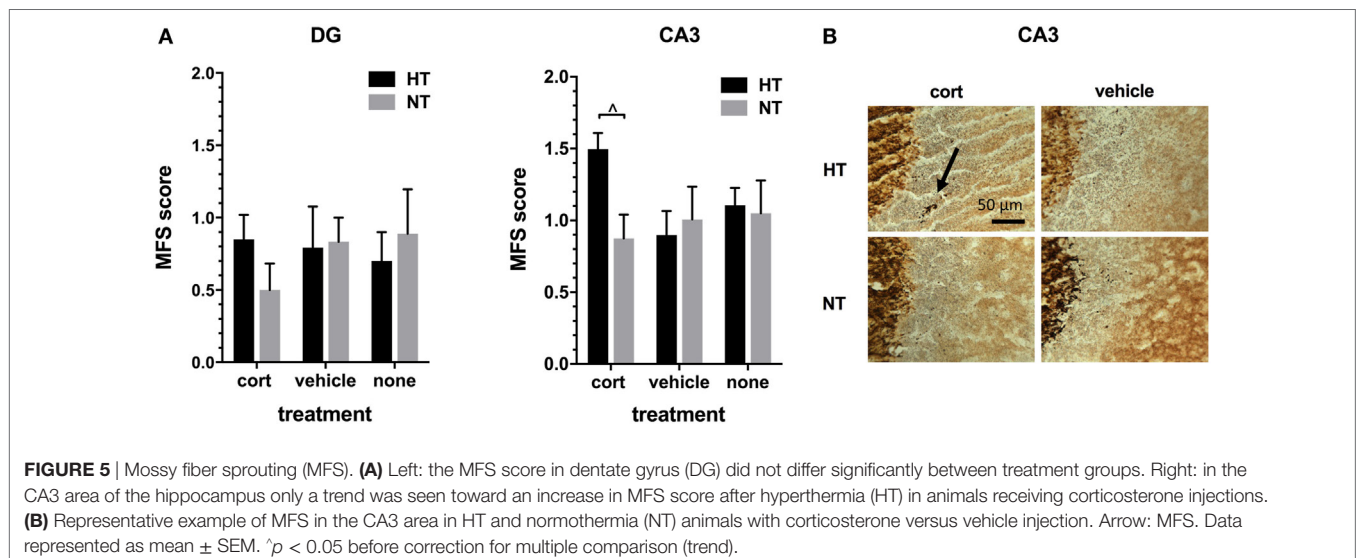 A
DG
CA3
B
CA3
2.0
1.5
1.0
0.5
0.0
MFS score
HT
NT
cort vehicle none
treatment
2.0
1.5
1.0
0.5
0.0
MFS score
HT
NT
^
cort vehicle none
treatment
cort vehicle
HT
50 µm
NT
FIGURE 5 | Mossy fiber sprouting (MFS). (A) Left: the MFS score in dentate gyrus (DG) did not differ significantly between treatment groups. Right: in the
CA3 area of the hippocampus only a trend was seen toward an increase in MFS score after hyperthermia (HT) in animals receiving corticosterone injections.
(B) Representative example of MFS in the CA3 area in HT and normothermia (NT) animals with corticosterone versus vehicle injection. Arrow: MFS. Data
represented as mean ± SEM. ^p < 0.05 before correction for multiple comparison (trend).